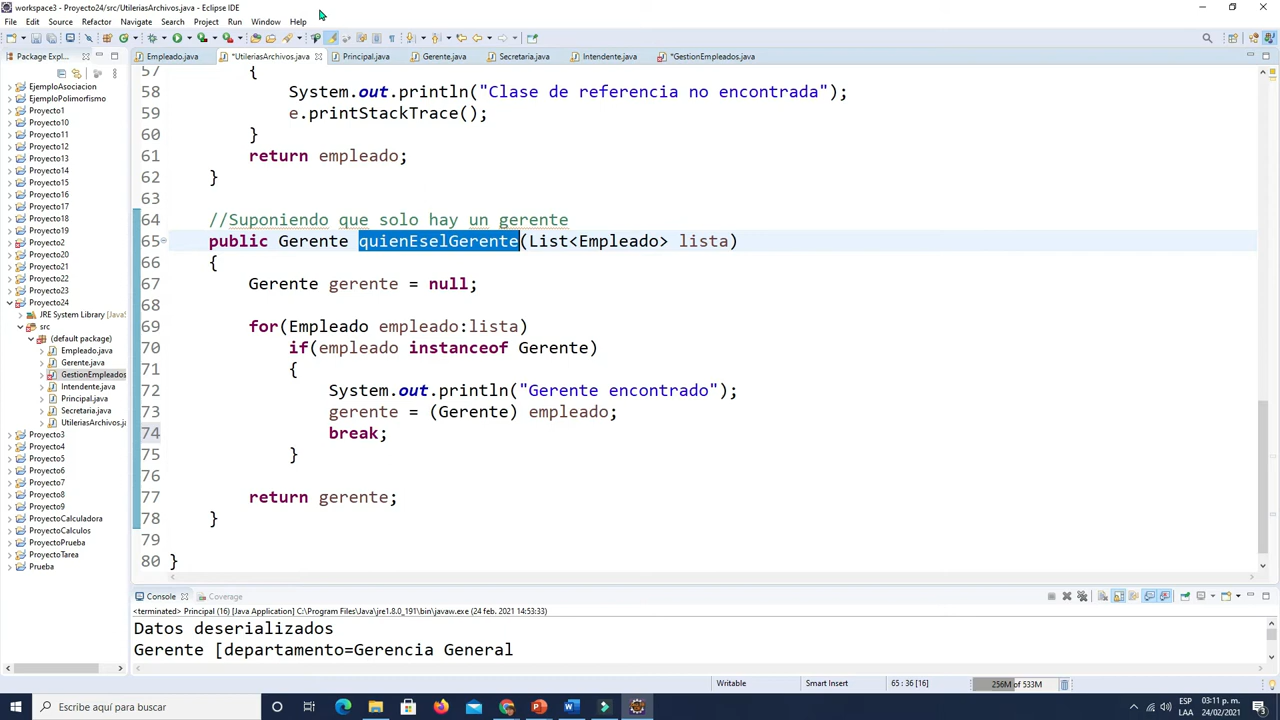 workspace3 - Proyecto24/src/UtileriasArchivos.java - Eclipse IDE
File Edit Source Refactor Navigate Search Project Run Window Help
Package Expl...
Empleado.java *UtileriasArchivos.java Principal.java Gerente.java Secretaria.java Intendente.java *GestionEmpleados.java
EjemploAsociacion
EjemploPolimorfismo
Proyecto1
Proyecto10
Proyecto11
Proyecto12
Proyecto13
Proyecto14
Proyecto15
Proyecto16
Proyecto17
Proyecto18
Proyecto19
Proyecto2
Proyecto20
Proyecto21
Proyecto22
Proyecto23
Proyecto24
JRE System Library [JavaS
src
(default package)
Empleado.java
Gerente.java
GestionEmpleados
Intendente.java
Principal.java
Secretaria.java
UtileriasArchivos.ja
Proyecto3
Proyecto4
Proyecto5
Proyecto6
Proyecto7
Proyecto8
Proyecto9
ProyectoCalculadora
ProyectoCalculos
ProyectoPrueba
ProyectoTarea
Prueba
57 {
58 System.out.println("Clase de referencia no encontrada");
59 e.printStackTrace();
60 }
61 return empleado;
62 }
63
64 //Suponiendo que solo hay un gerente
65 public Gerente quienEselGerente(List<Empleado> lista)
66 {
67 Gerente gerente = null;
68
69 for(Empleado empleado:lista)
70 if(empleado instanceof Gerente)
71 {
72 System.out.println("Gerente encontrado");
73 gerente = (Gerente) empleado;
74 break;
75 }
76
77 return gerente;
78 }
79
80 }
Console Coverage
<terminated> Principal (16) [Java Application] C:\Program Files\Java\jre1.8.0_191\bin\javaw.exe (24 feb. 2021 14:53:33)
Datos deserializados
Gerente [departamento=Gerencia General
Writable Smart Insert 65 : 36 [16] 256M of 533M
Escribe aquí para buscar
ESP
LAA
03:11 p. m.
24/02/2021
3